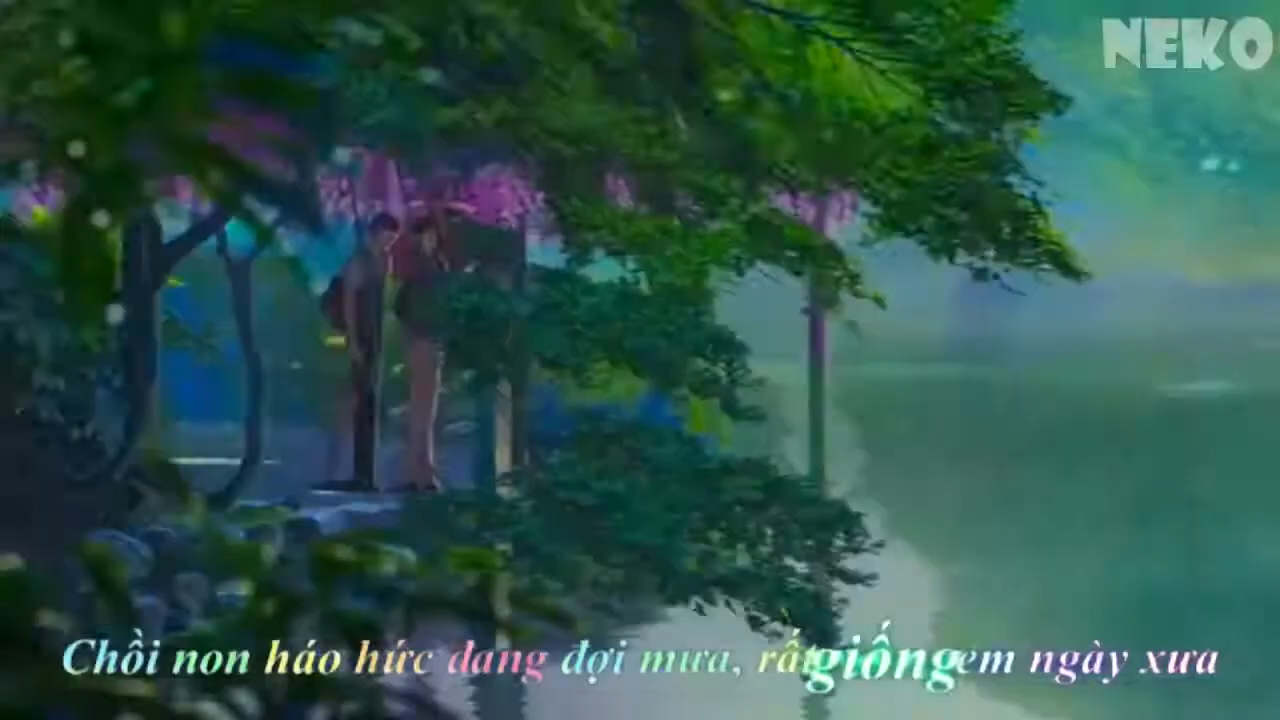 NEKO
Chồi non háo hức đang đợi mưa, rất giống em ngày xưa